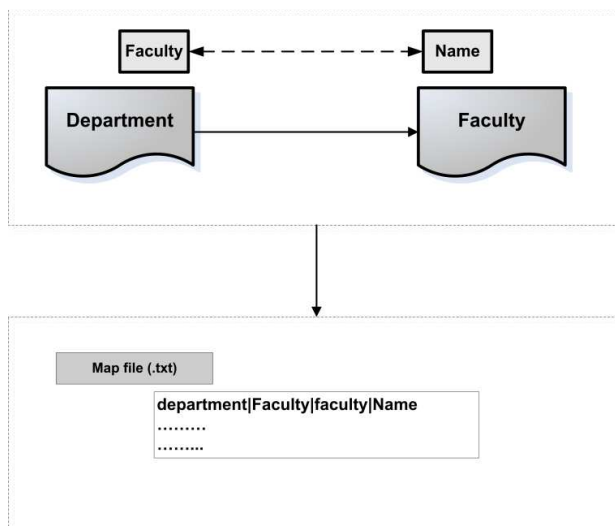 Faculty
Name
Department
Faculty
Map file (.txt)
department|Faculty|faculty|Name
………
……...